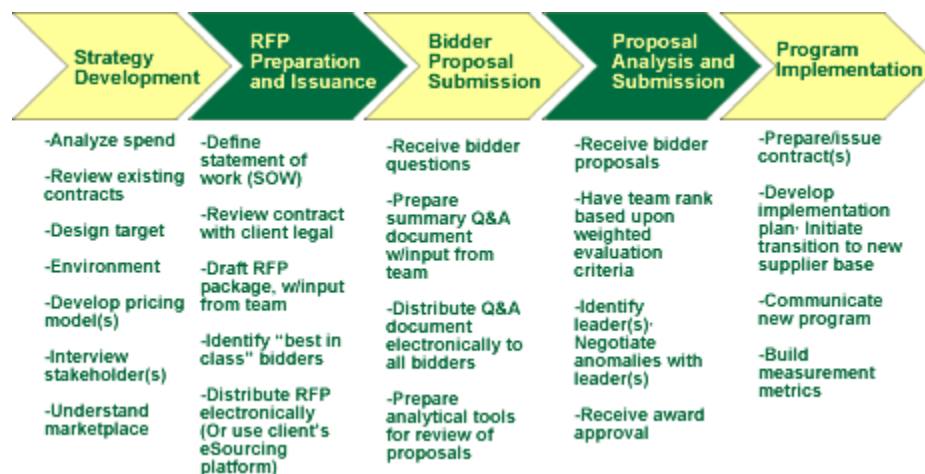 Strategy
Development
RFP
Preparation
and Issuance
Bidder
Proposal
Submission
Proposal
Analysis and
Submission
Program
Implementation
-Analyze spend
-Review existing
contracts
-Design target
-Environment
-Develop pricing
model(s)
-Interview
stakeholder(s)
-Understand
marketplace
-Define
statement of
work (SOW)
-Review contract
with client legal
-Draft RFP
package, w/input
from team
-Identify “best in
class” bidders
-Distribute RFP
electronically
(Or use client's
eSourcing
platform)
-Receive bidder
questions
-Prepare
summary Q&A
document
w/input from
team
-Distribute Q&A
document
electronically to
all bidders
-Prepare
analytical tools
for review of
proposals
-Receive bidder
proposals
-Have team rank
based upon
weighted
evaluation
criteria
-Identify
leader(s)·
Negotiate
anomalies with
leader(s)
-Receive award
approval
-Prepare/issue
contract(s)
-Develop
implementation
plan· Initiate
transition to new
supplier base
-Communicate
new program
-Build
measurement
metrics